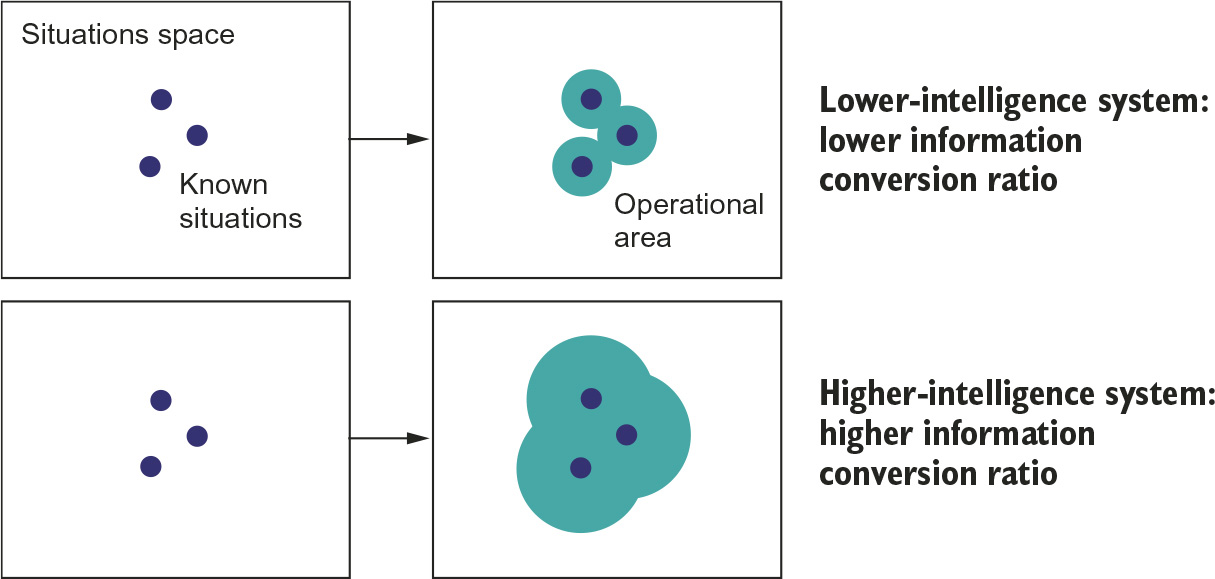 Situations space
Known
situations
Operational
area
Lower-intelligence system:
lower information
conversion ratio
Higher-intelligence system:
higher information
conversion ratio